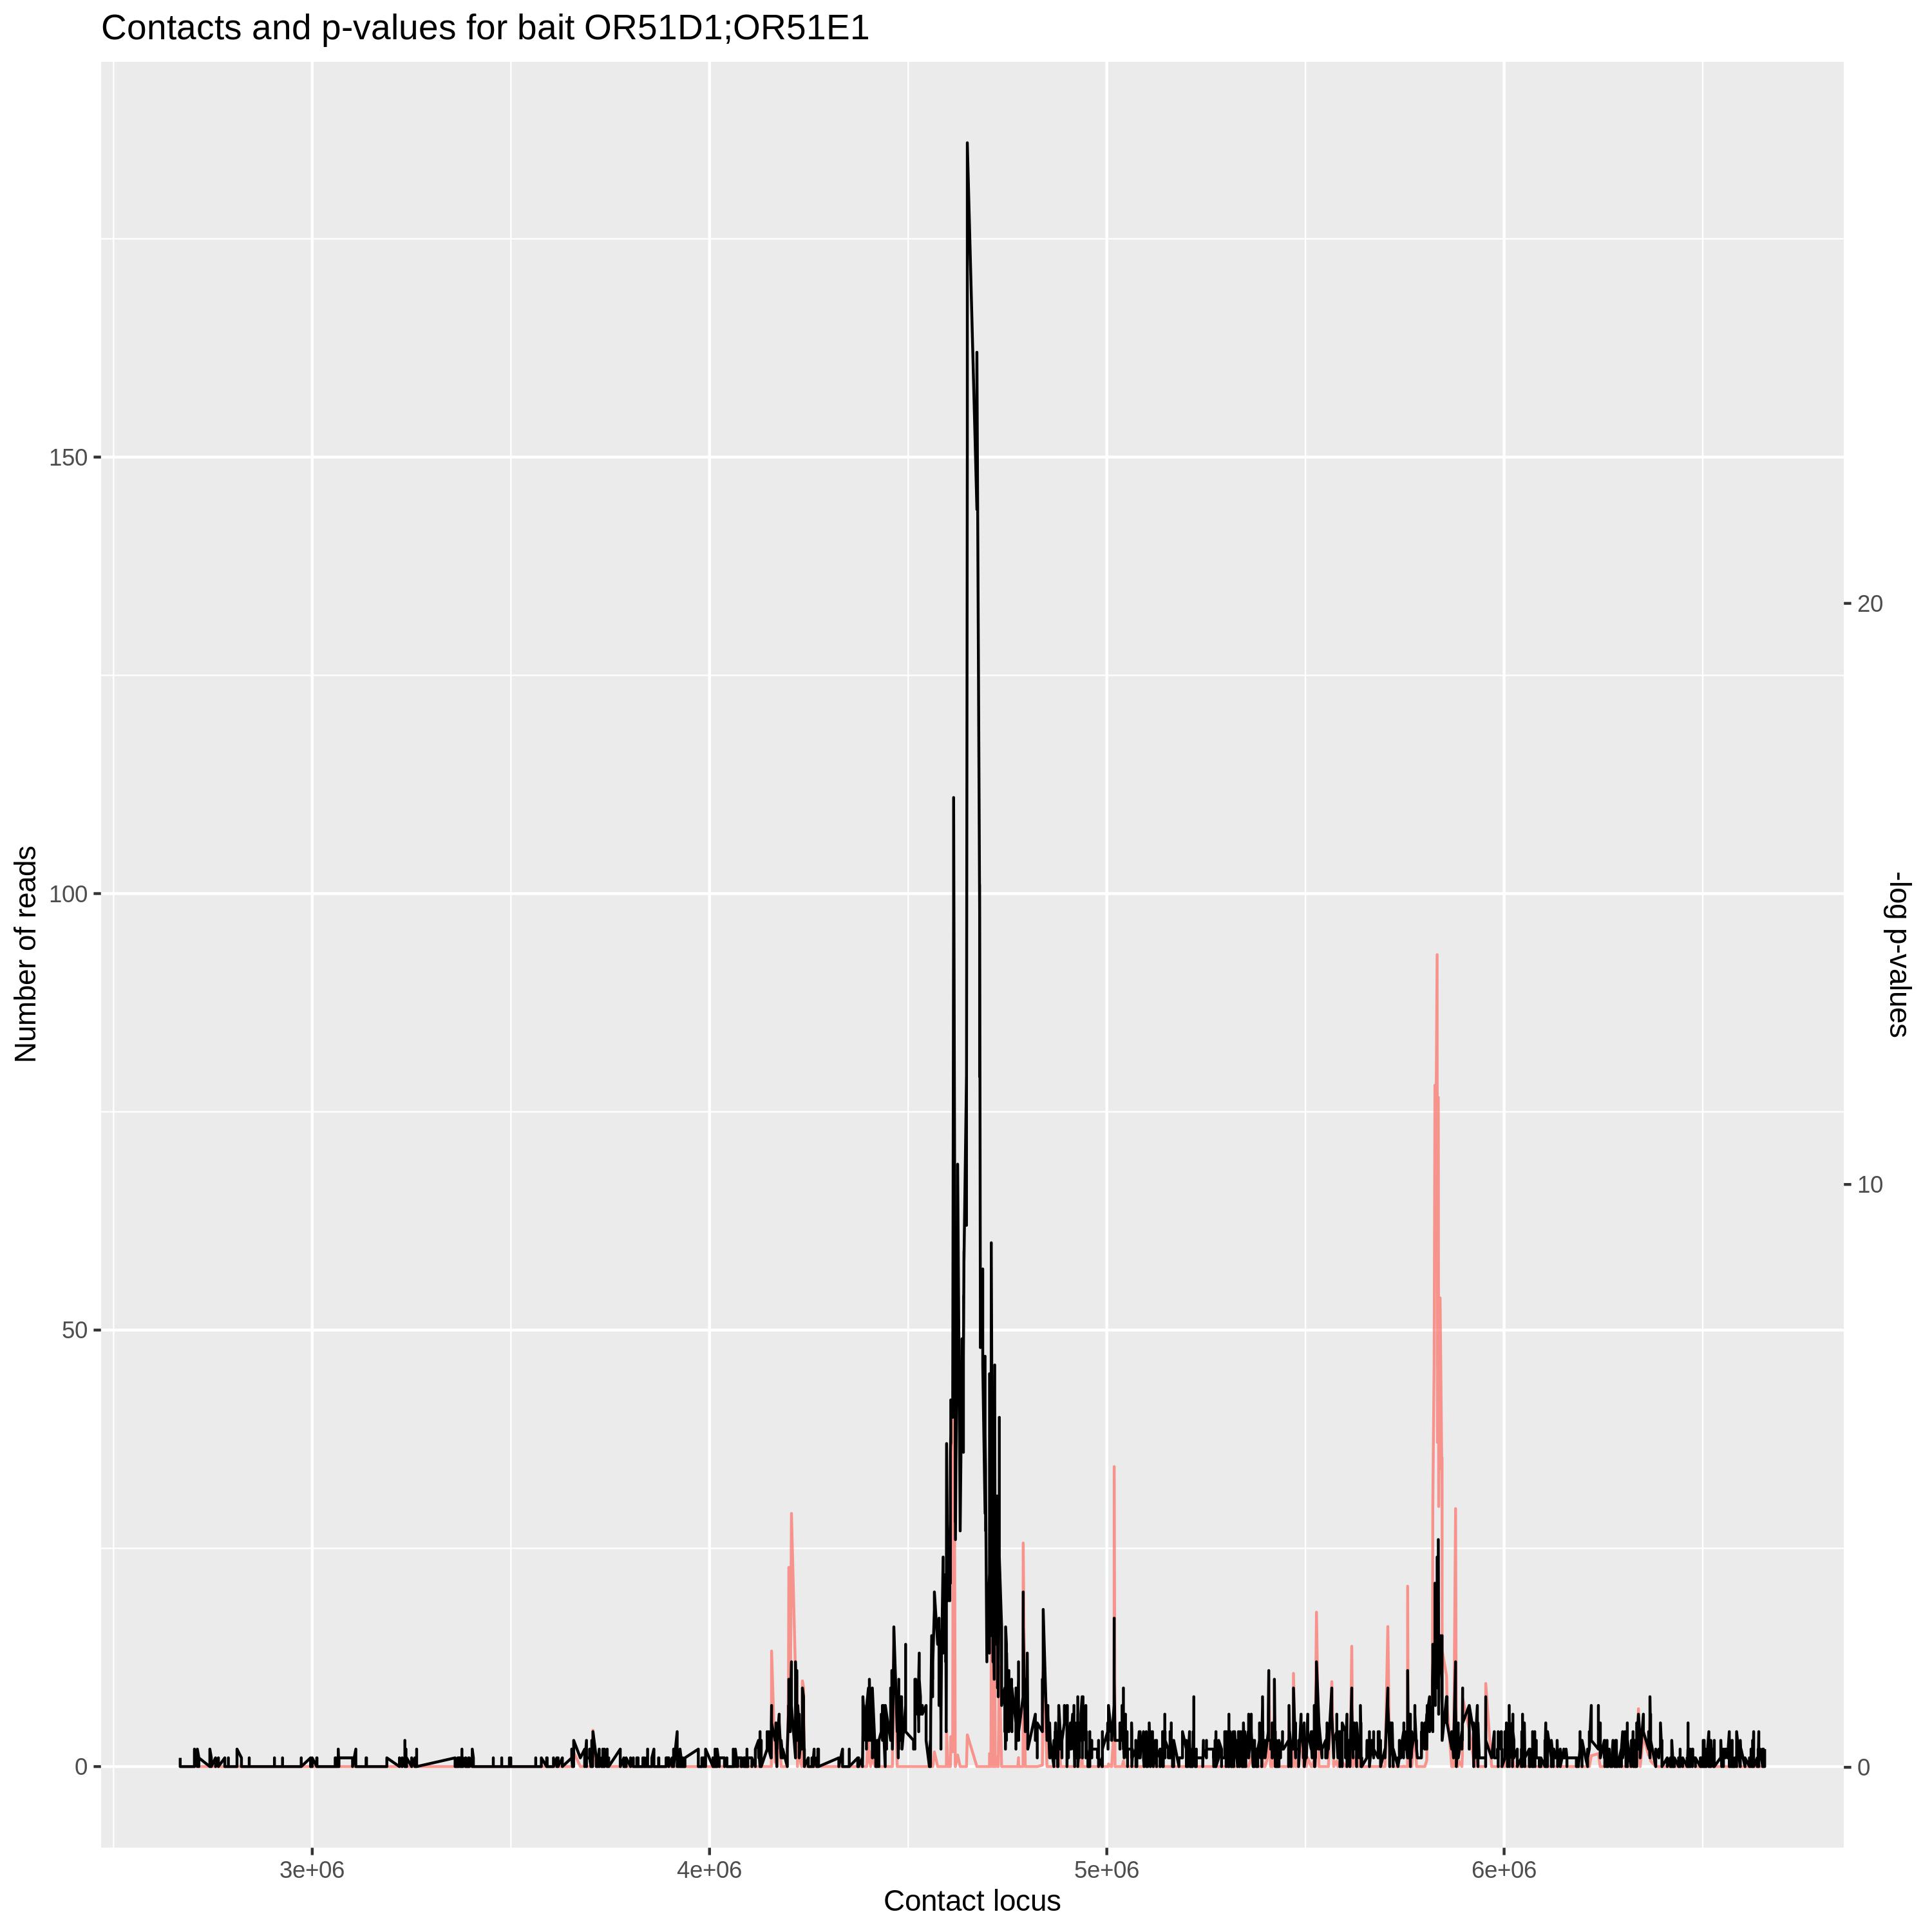 Contacts and p-values for bait OR51D1;OR51E1
Number of reads
150
100
50
0
20
10
0
-log p-values
3e+06
4e+06
5e+06
6e+06
Contact locus